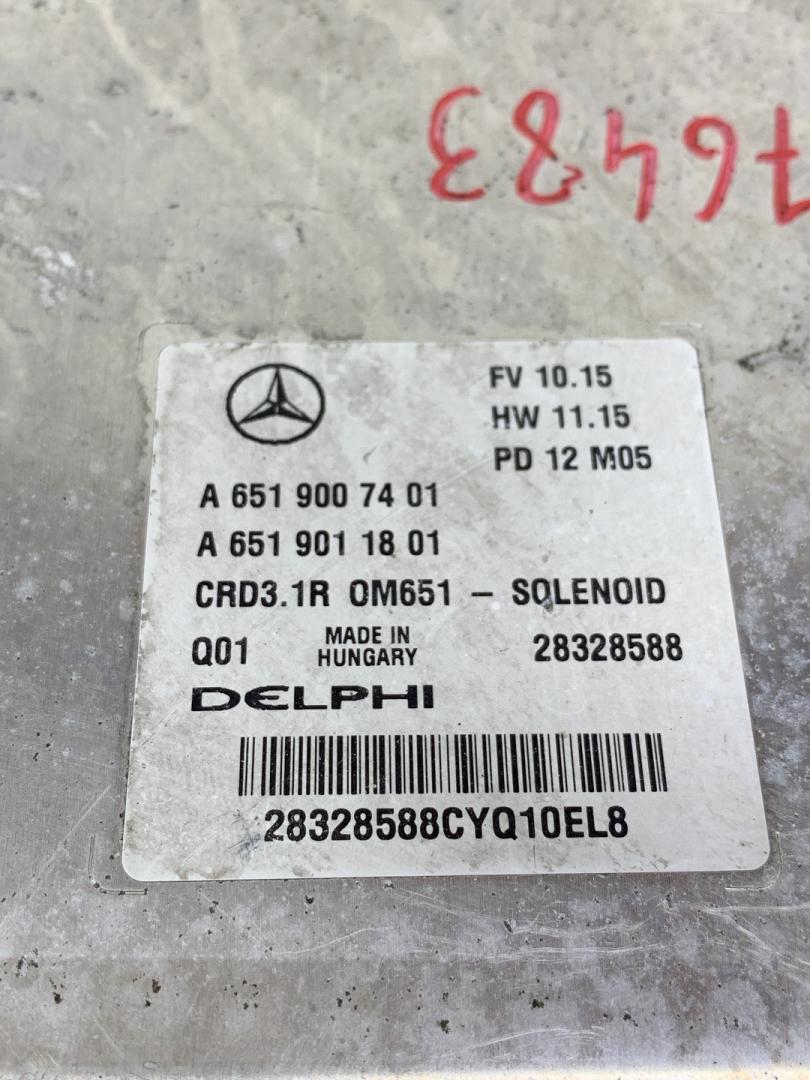 76483
FV 10.15
HW 11.15
PD 12 M05
A 651 900 74 01
A 651 901 18 01
CRD3.1R OM651 – SOLENOID
Q01 MADE IN HUNGARY 28328588
DELPHI
28328588CYQ10EL8